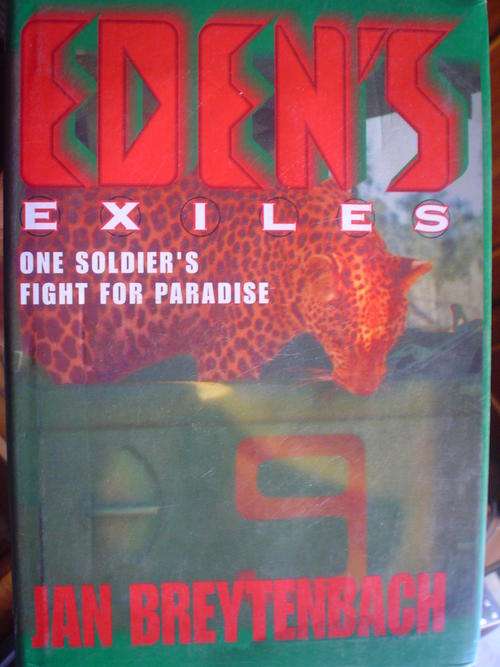 EDEN'S
EXILES
ONE SOLDIER'S
FIGHT FOR PARADISE
9
JAN BREYTENBACH